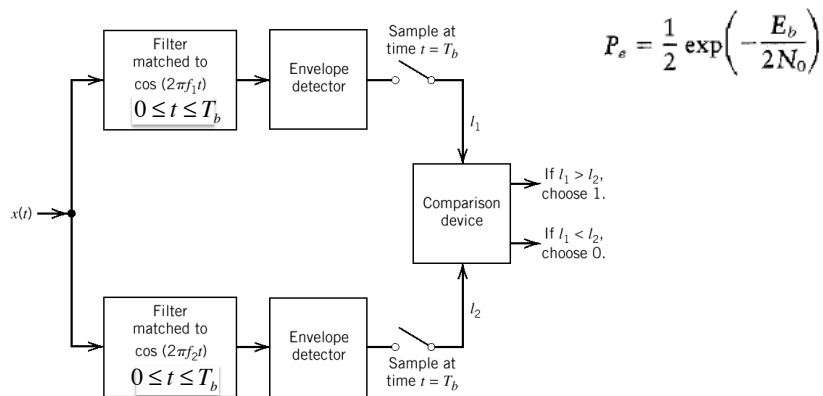 Filter
matched to
cos (2πf₁t)
0 ≤ t ≤ T_b
Envelope
detector
Sample at
time t = T_b
P_e = 1/2 exp(−E_b/2N₀)
l₁
x(t)
Comparison
device
If l₁ > l₂,
choose 1.
If l₁ < l₂,
choose 0.
l₂
Filter
matched to
cos (2πf₂t)
0 ≤ t ≤ T_b
Envelope
detector
Sample at
time t = T_b